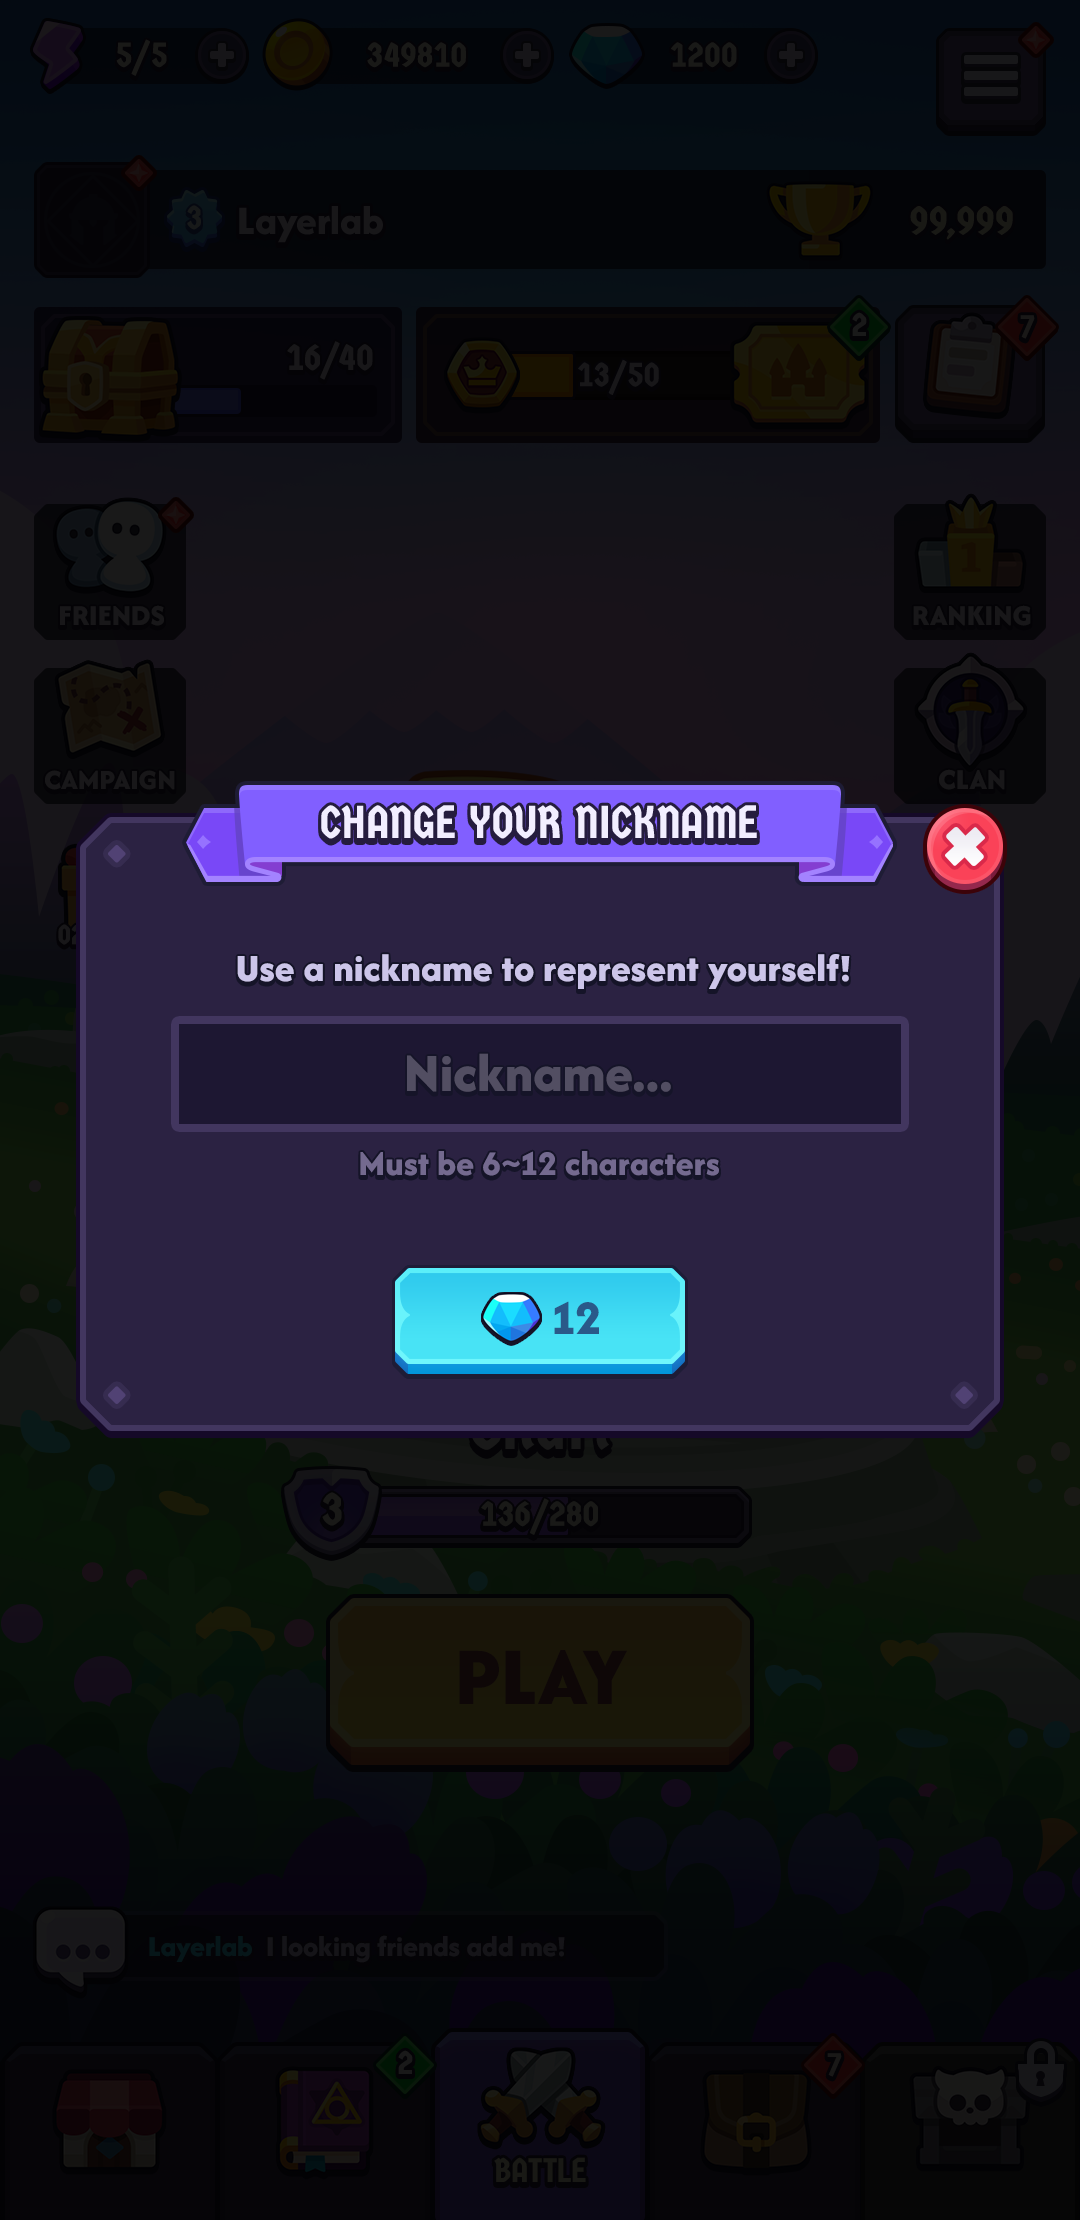 5/5
349810
1200
3
Layerlab
99,999
16/40
13/50
2
7
FRIENDS
1
RANKING
CAMPAIGN
CLAN
CHANGE YOUR NICKNAME
Use a nickname to represent yourself!
Nickname...
Must be 6~12 characters
12
3
136/280
PLAY
Layerlab I looking friends add me!
2
7
BATTLE